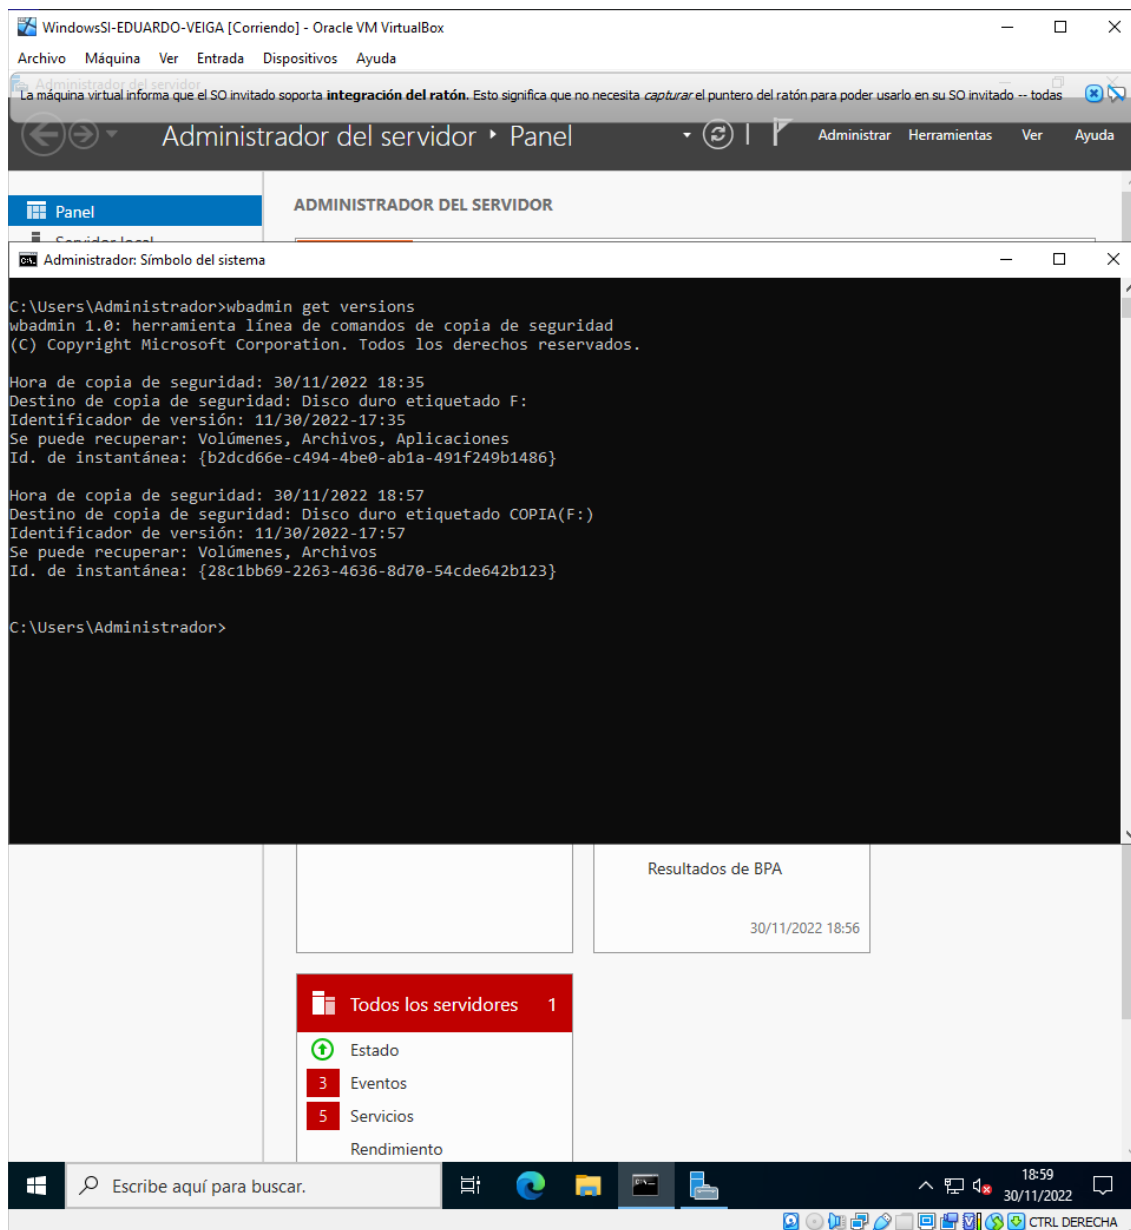 WindowsSI-EDUARDO-VEIGA [Corriendo] - Oracle VM VirtualBox
Archivo Máquina Ver Entrada Dispositivos Ayuda
Administrador del servidor
La máquina virtual informa que el SO invitado soporta integración del ratón. Esto significa que no necesita capturar el puntero del ratón para poder usarlo en su SO invitado -- todas
Administrador del servidor Panel
Administrar Herramientas Ver Ayuda
Panel
ADMINISTRADOR DEL SERVIDOR
Servidor local
Administrador: Símbolo del sistema
C:\Users\Administrador>wbadmin get versions
wbadmin 1.0: herramienta línea de comandos de copia de seguridad
(C) Copyright Microsoft Corporation. Todos los derechos reservados.
Hora de copia de seguridad: 30/11/2022 18:35
Destino de copia de seguridad: Disco duro etiquetado F:
Identificador de versión: 11/30/2022-17:35
Se puede recuperar: Volúmenes, Archivos, Aplicaciones
Id. de instantánea: {b2dcd66e-c494-4be0-ab1a-491f249b1486}
Hora de copia de seguridad: 30/11/2022 18:57
Destino de copia de seguridad: Disco duro etiquetado COPIA(F:)
Identificador de versión: 11/30/2022-17:57
Se puede recuperar: Volúmenes, Archivos
Id. de instantánea: {28c1bb69-2263-4636-8d70-54cde642b123}
C:\Users\Administrador>
Resultados de BPA
30/11/2022 18:56
Todos los servidores 1
Estado
3 Eventos
5 Servicios
Rendimiento
Escribe aquí para buscar.
18:59
30/11/2022
CTRL DERECHA